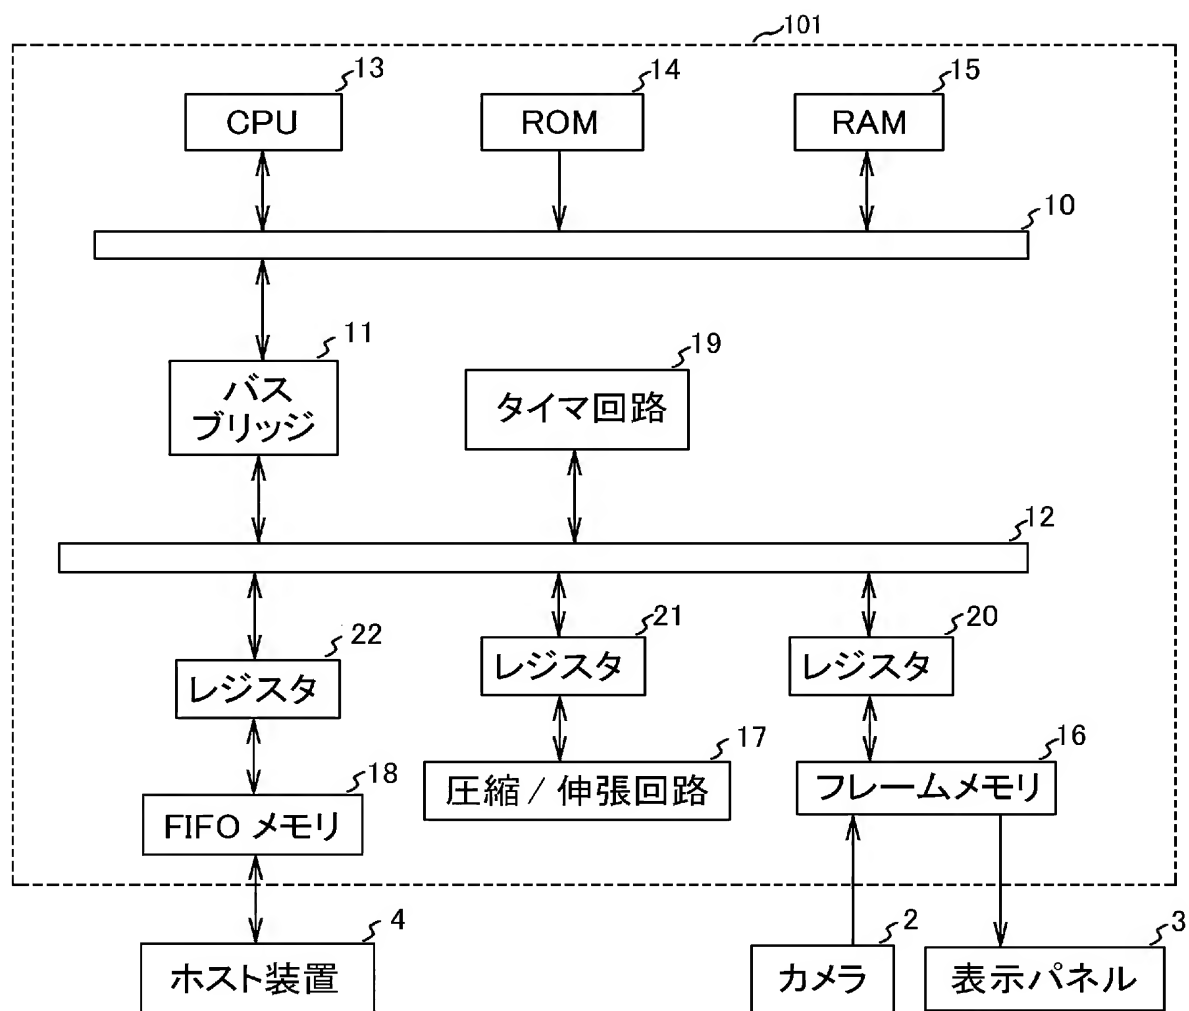 101
13
14
15
CPU
ROM
RAM
10
11
19
バス
ブリッジ
タイマ回路
12
22
21
20
レジスタ
レジスタ
レジスタ
18
17
16
FIFO メモリ
圧縮 / 伸張回路
フレームメモリ
4
2
3
ホスト装置
カメラ
表示パネル